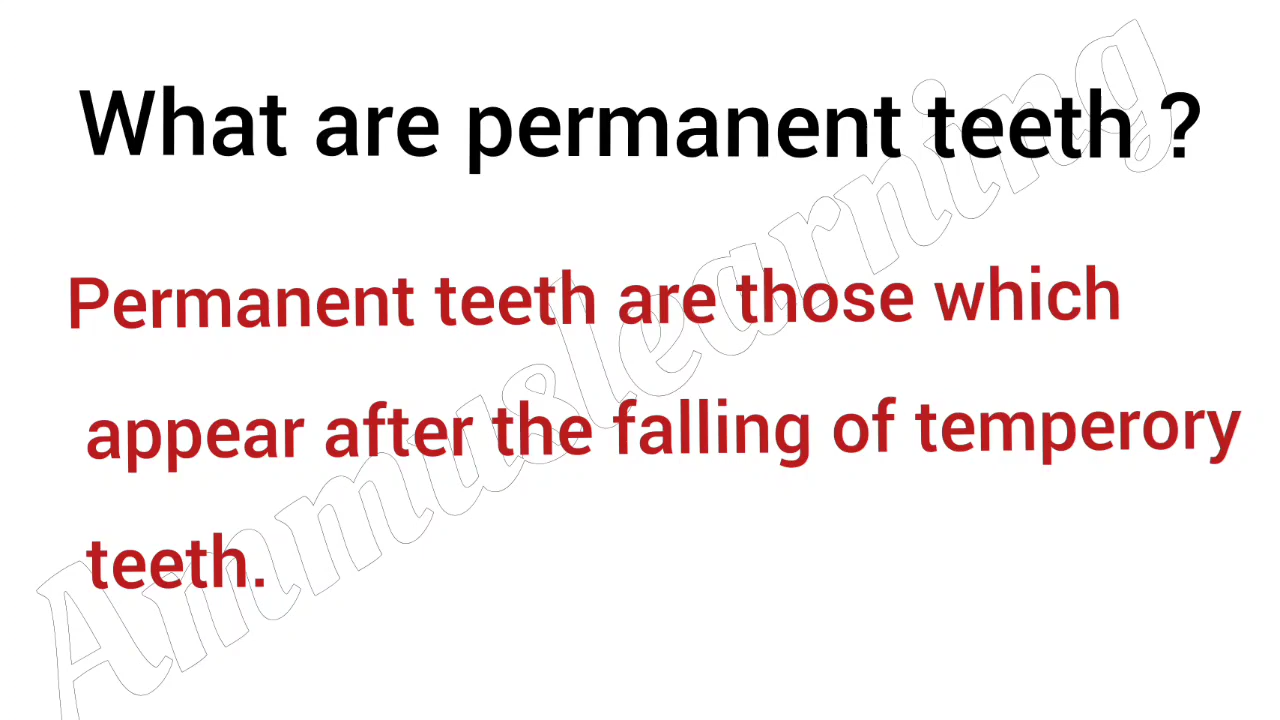 What are permanent teeth ?
Permanent teeth are those which
appear after the falling of temperory
teeth.
Ammuslearning